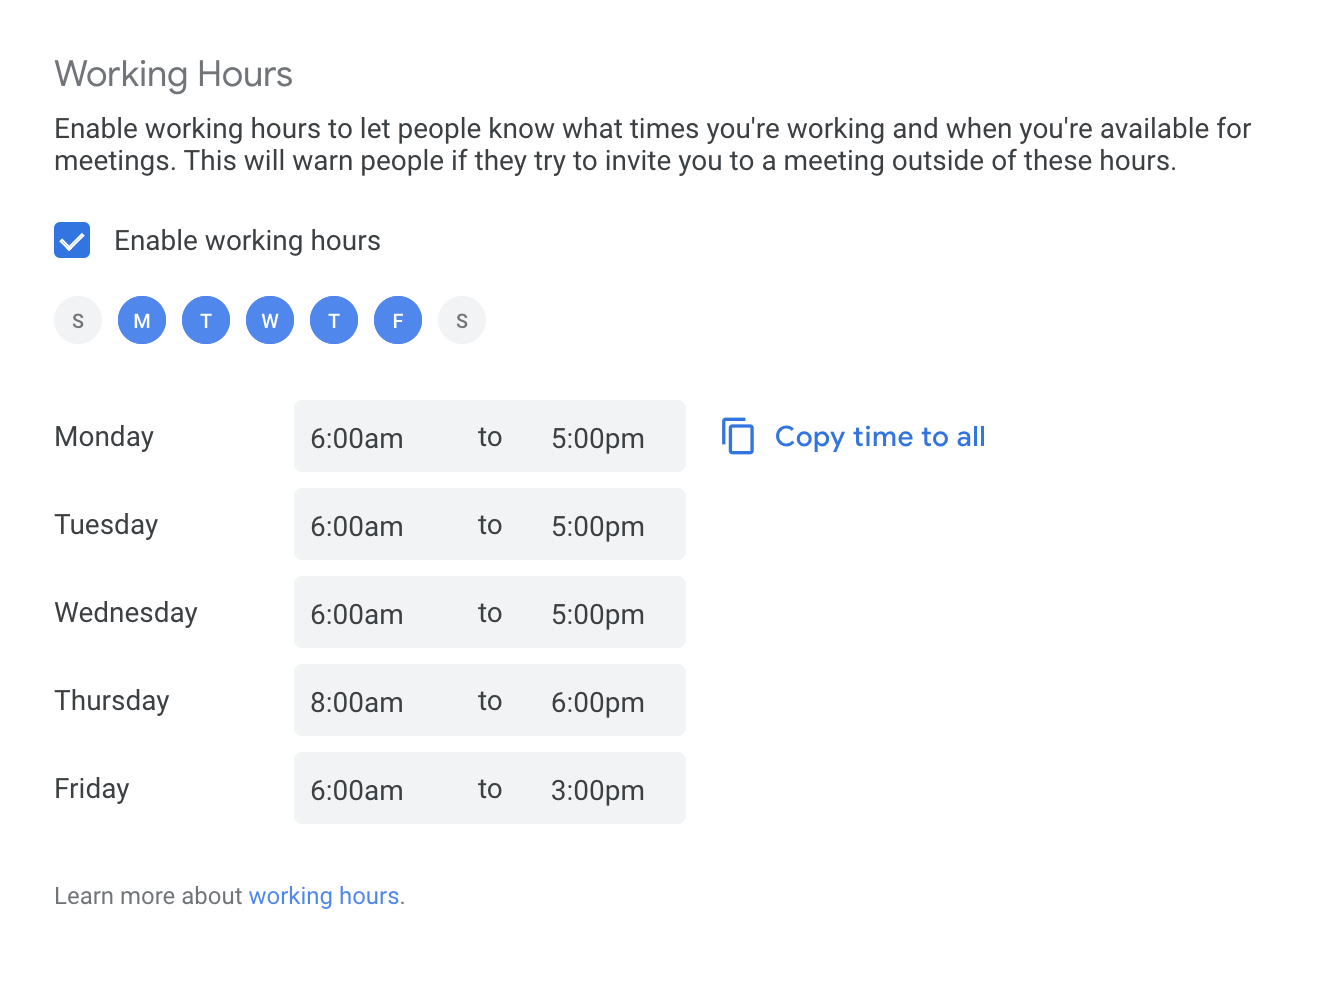 Working Hours
Enable working hours to let people know what times you're working and when you're available for
meetings. This will warn people if they try to invite you to a meeting outside of these hours.
Enable working hours
S M T W T F S
Monday 6:00am to 5:00pm Copy time to all
Tuesday 6:00am to 5:00pm
Wednesday 6:00am to 5:00pm
Thursday 8:00am to 6:00pm
Friday 6:00am to 3:00pm
Learn more about working hours.